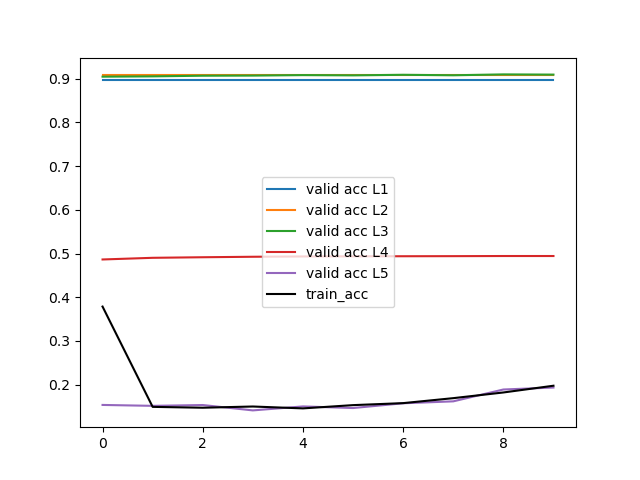 0.9
0.8
0.7
0.6
0.5
0.4
0.3
0.2
valid acc L1
valid acc L2
valid acc L3
valid acc L4
valid acc L5
train_acc
0 2 4 6 8